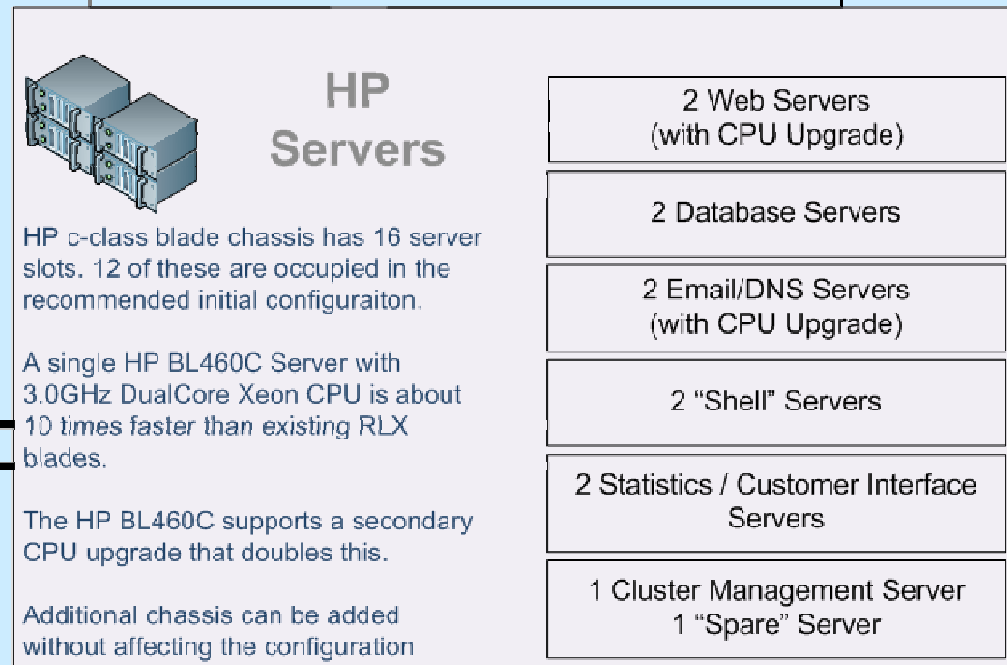 HP
Servers
HP c-class blade chassis has 16 server
slots. 12 of these are occupied in the
recommended initial configuraiton.
A single HP BL460C Server with
3.0GHz DualCore Xeon CPU is about
10 times faster than existing RLX
blades.
The HP BL460C supports a secondary
CPU upgrade that doubles this.
Additional chassis can be added
without affecting the configuration
2 Web Servers
(with CPU Upgrade)
2 Database Servers
2 Email/DNS Servers
(with CPU Upgrade)
2 “Shell” Servers
2 Statistics / Customer Interface
Servers
1 Cluster Management Server
1 “Spare” Server